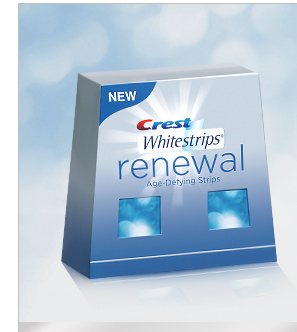 NEW
Crest
Whitestrips®
renewal
Age-Defying Strips